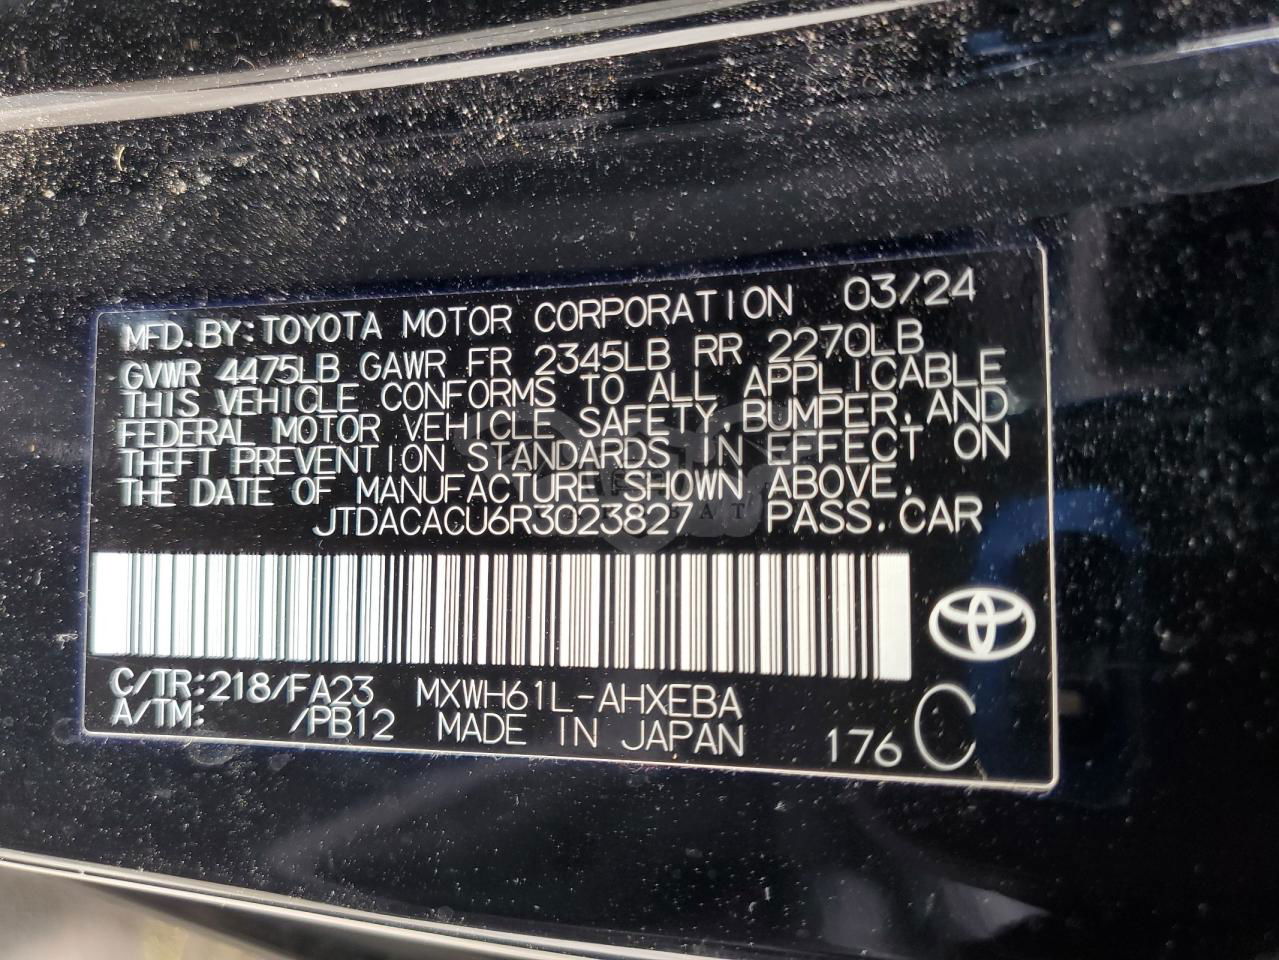 MFD.BY:TOYOTA MOTOR CORPORATION 03/24
GVWR 4475LB GAWR FR 2345LB RR 2270LB
THIS VEHICLE CONFORMS TO ALL APPLICABLE
FEDERAL MOTOR VEHICLE SAFETY,BUMPER,AND
THEFT PREVENTION STANDARDS IN EFFECT ON
THE DATE OF MANUFACTURE SHOWN ABOVE.
JTDACACU6R3023827 PASS.CAR
C/TR:218/FA23 MXWH61L-AHXEBA
A/TM: /PB12 MADE IN JAPAN 176 C